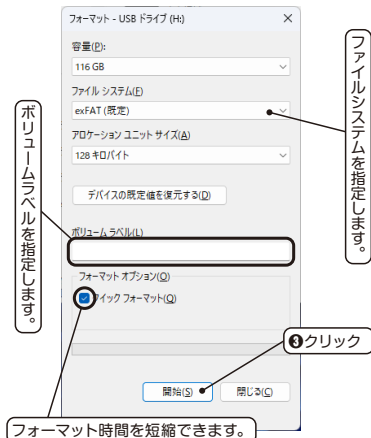 フォーマット - USB ドライブ (H:)
容量(P):
116 GB
ファイル システム(F)
exFAT (既定)
アロケーション ユニット サイズ(A)
128 キロバイト
デバイスの既定値を復元する(D)
ボリューム ラベル(L)
フォーマット オプション(O)
クイック フォーマット(Q)
開始(S)
閉じる(C)
ファイルシステムを指定します。
ボリュームラベルを指定します。
❸クリック
フォーマット時間を短縮できます。